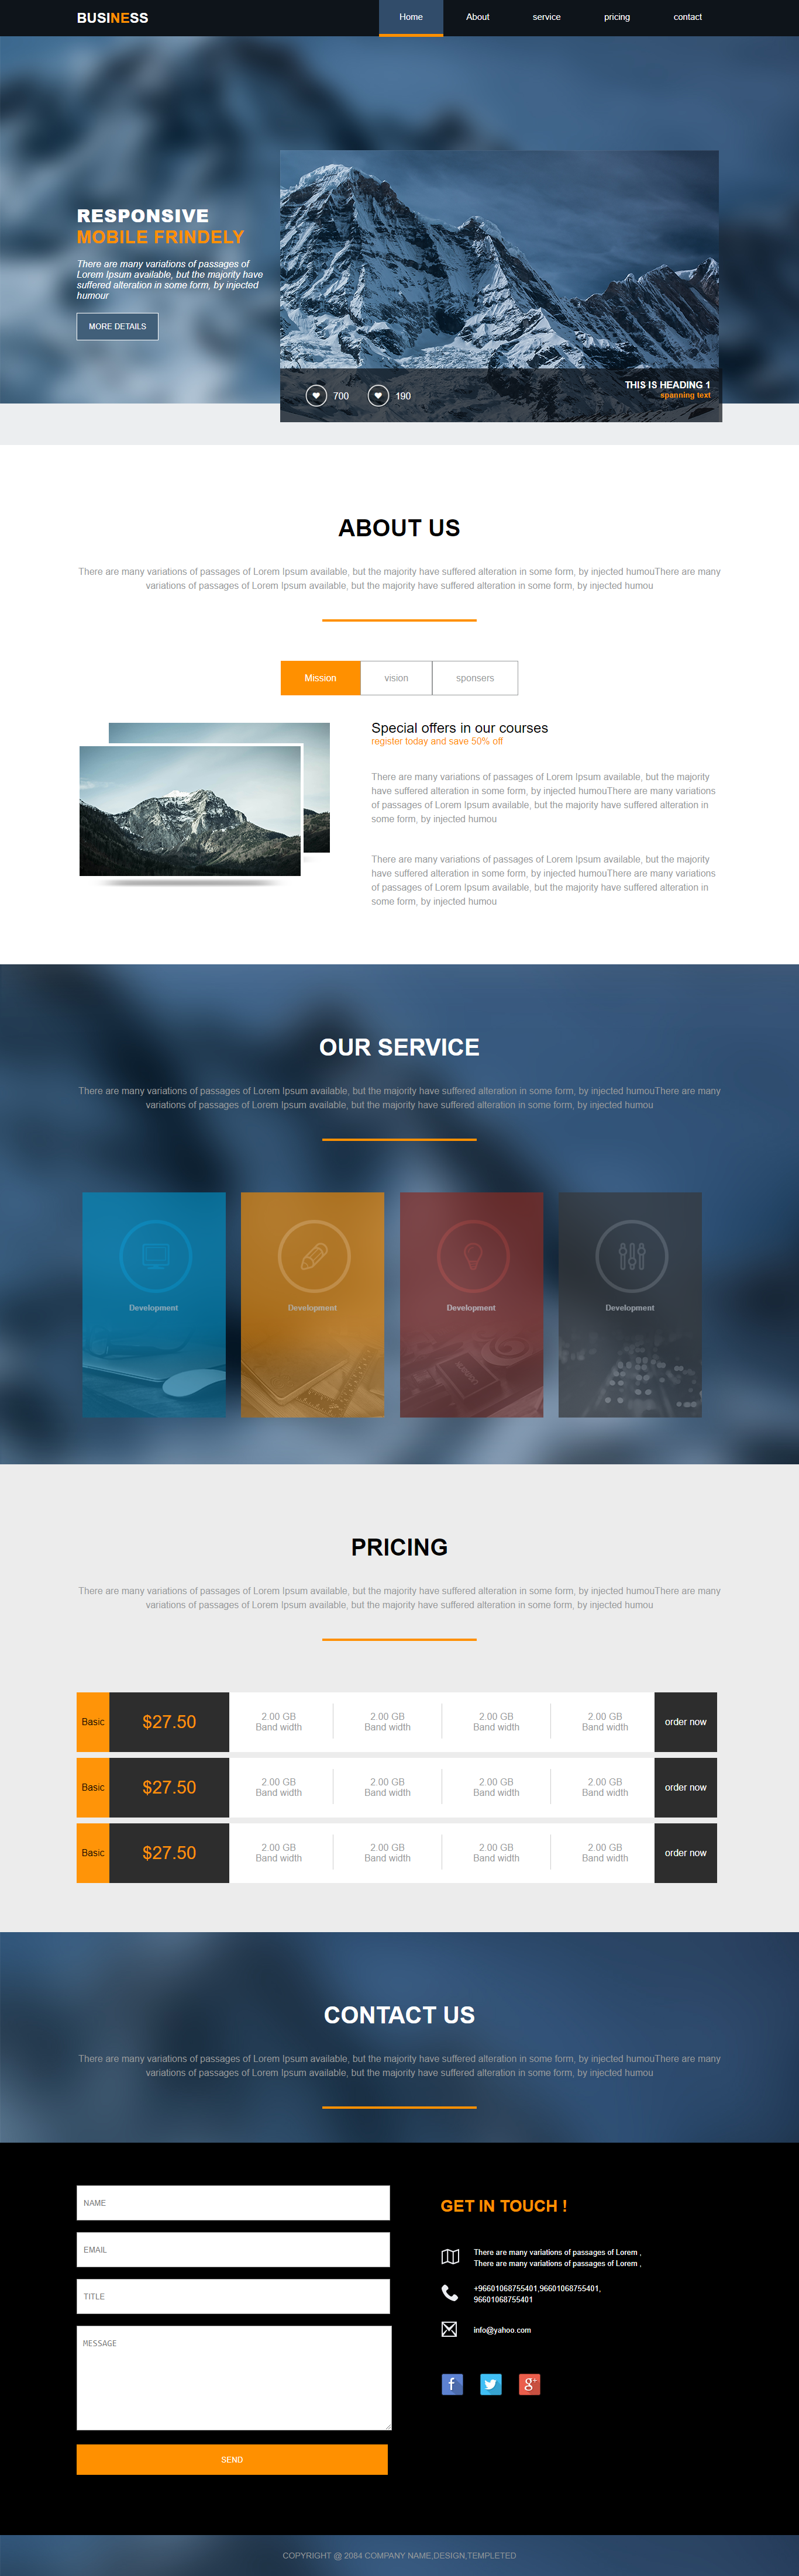 BUSINESS
Home About service pricing contact
RESPONSIVE
MOBILE FRINDELY
There are many variations of passages of
Lorem Ipsum available, but the majority have
suffered alteration in some form, by injected
humour
MORE DETAILS
700 190
THIS IS HEADING 1
spanning text
ABOUT US
There are many variations of passages of Lorem Ipsum available, but the majority have suffered alteration in some form, by injected humouThere are many
variations of passages of Lorem Ipsum available, but the majority have suffered alteration in some form, by injected humou
Mission vision sponsers
Special offers in our courses
register today and save 50% off
There are many variations of passages of Lorem Ipsum available, but the majority
have suffered alteration in some form, by injected humouThere are many variations
of passages of Lorem Ipsum available, but the majority have suffered alteration in
some form, by injected humou
There are many variations of passages of Lorem Ipsum available, but the majority
have suffered alteration in some form, by injected humouThere are many variations
of passages of Lorem Ipsum available, but the majority have suffered alteration in
some form, by injected humou
OUR SERVICE
There are many variations of passages of Lorem Ipsum available, but the majority have suffered alteration in some form, by injected humouThere are many
variations of passages of Lorem Ipsum available, but the majority have suffered alteration in some form, by injected humou
Development Development Development Development
PRICING
There are many variations of passages of Lorem Ipsum available, but the majority have suffered alteration in some form, by injected humouThere are many
variations of passages of Lorem Ipsum available, but the majority have suffered alteration in some form, by injected humou
2.00 GB 2.00 GB 2.00 GB 2.00 GB
Basic $27.50 order now
Band width Band width Band width Band width
2.00 GB 2.00 GB 2.00 GB 2.00 GB
Basic $27.50 order now
Band width Band width Band width Band width
2.00 GB 2.00 GB 2.00 GB 2.00 GB
Basic $27.50 order now
Band width Band width Band width Band width
CONTACT US
There are many variations of passages of Lorem Ipsum available, but the majority have suffered alteration in some form, by injected humouThere are many
variations of passages of Lorem Ipsum available, but the majority have suffered alteration in some form, by injected humou
NAME
EMAIL
TITLE
MESSAGE
SEND
GET IN TOUCH !
There are many variations of passages of Lorem ,
There are many variations of passages of Lorem ,
+96601068755401,96601068755401,
96601068755401
info@yahoo.com
COPYRIGHT @ 2084 COMPANY NAME,DESIGN,TEMPLETED